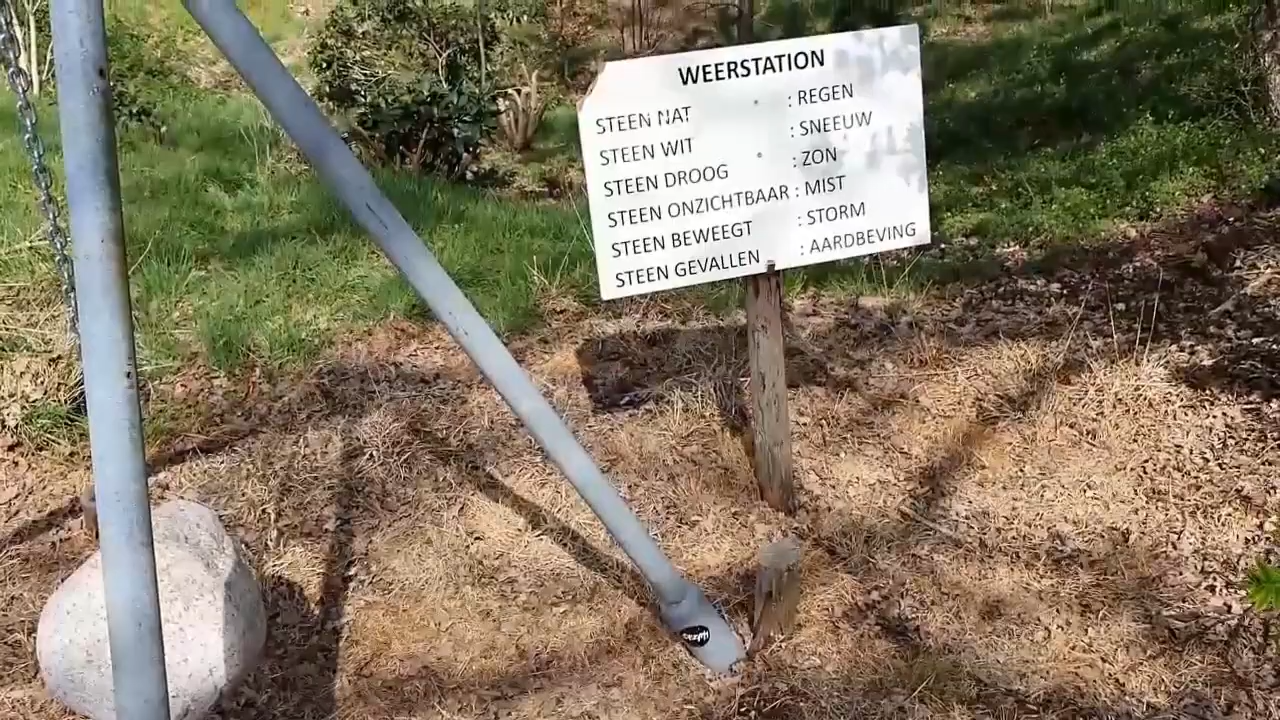 WEERSTATION
STEEN NAT : REGEN
STEEN WIT : SNEEUW
STEEN DROOG : ZON
STEEN ONZICHTBAAR : MIST
STEEN BEWEEGT : STORM
STEEN GEVALLEN : AARDBEVING